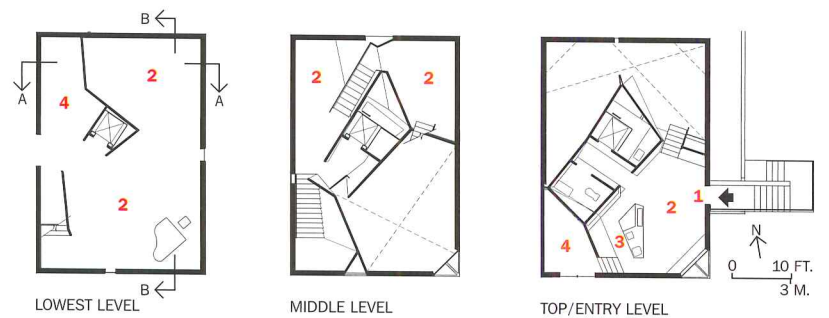 B
2
A
4
A
2
B
LOWEST LEVEL
2
2
MIDDLE LEVEL
1
2
3
4
N
0 10 FT.
3 M.
TOP/ENTRY LEVEL